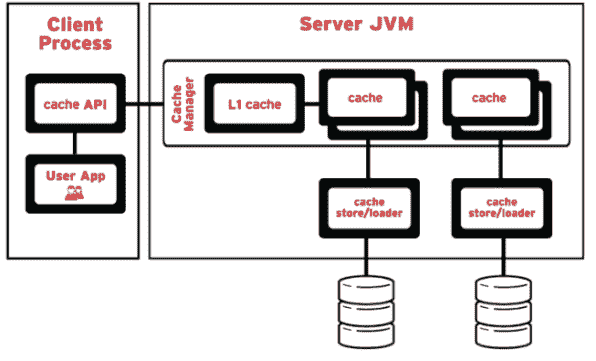 Client
Process
Server JVM
cache API
User App
Cache
Manager
L1 cache
cache
cache
cache
store/loader
cache
store/loader